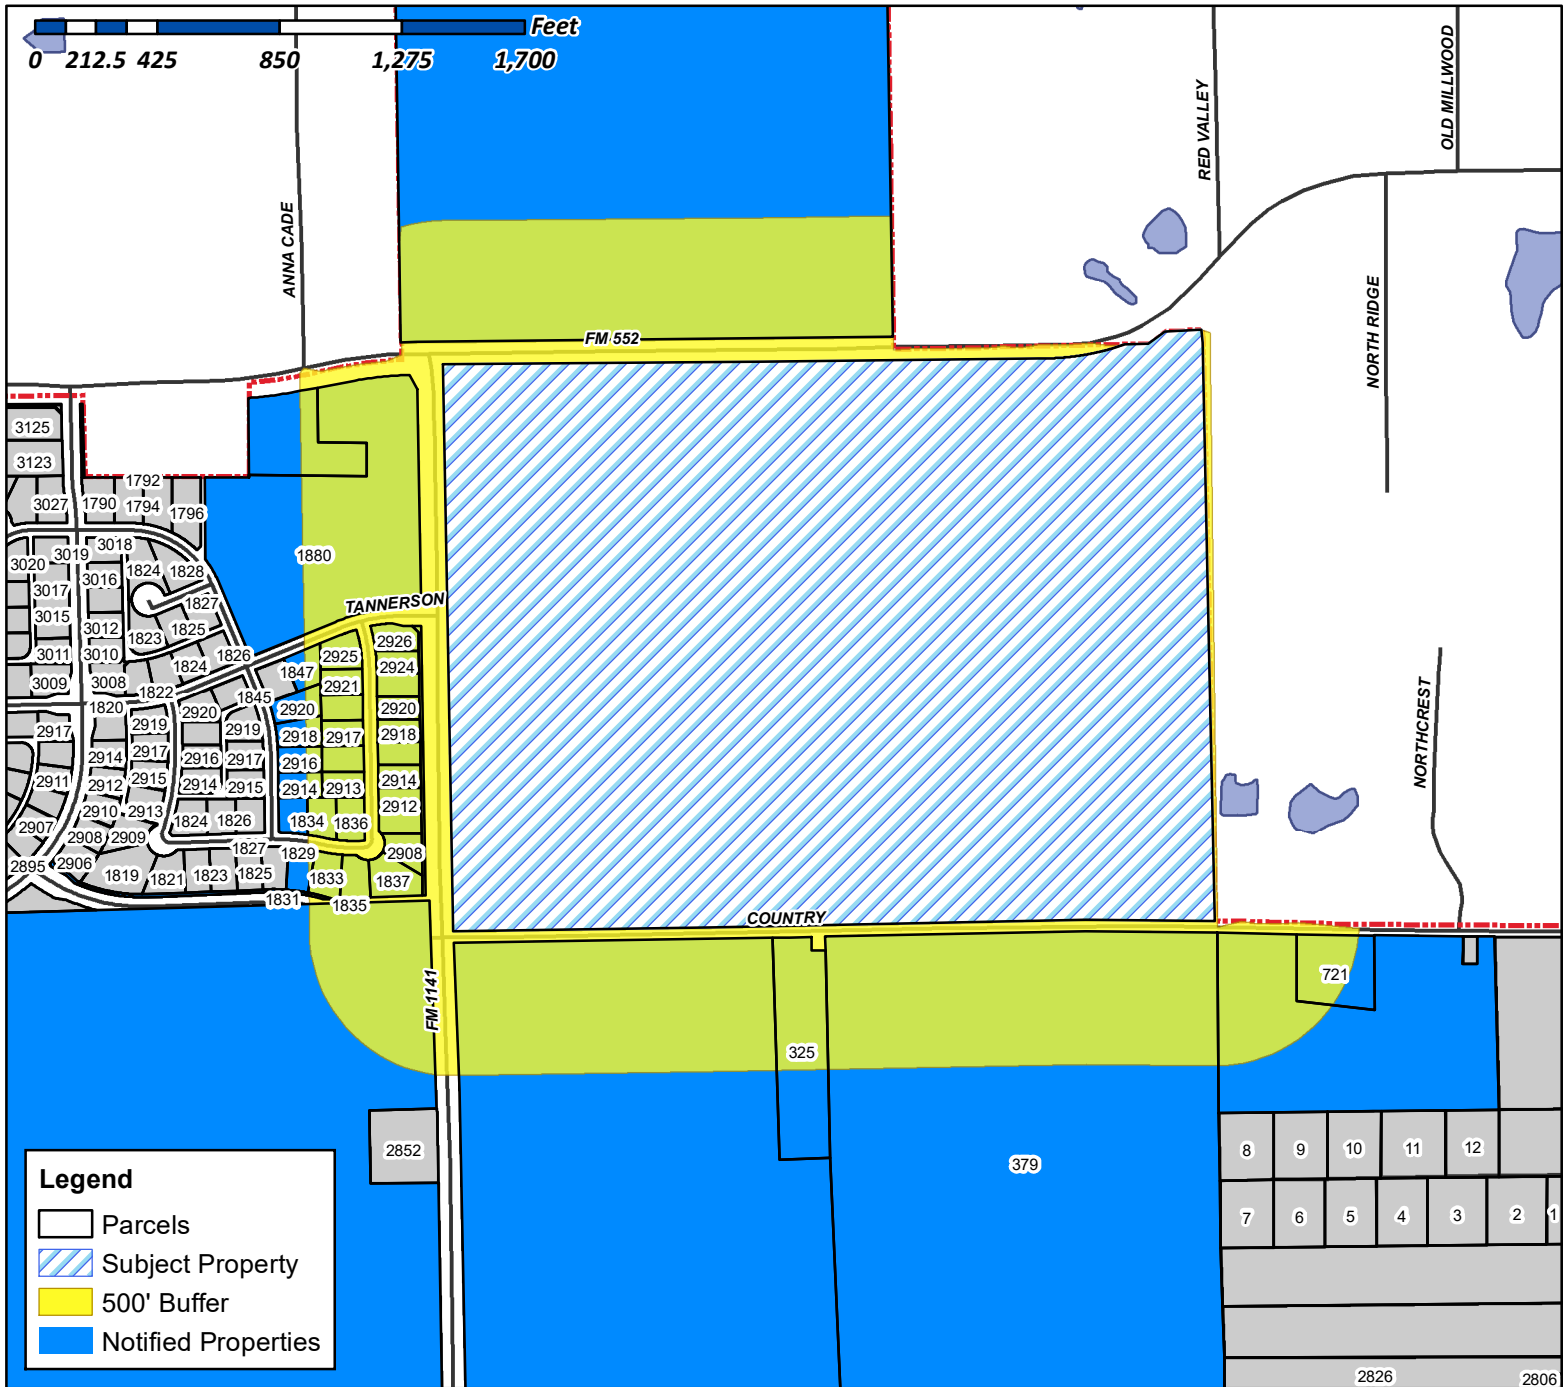 Feet
0 212.5 425 850 1,275 1,700
ANNA CADE
RED VALLEY
OLD MILLWOOD
NORTH RIDGE
NORTHCREST
FM 552
TANNERSON
COUNTRY
FM-1141
3125
3123
1792
3027 1790 1794 1796
3018
3019
1880
3020 1824 1828
3016
3017
1827
3015
3012 1825
1823
3011 3010 1826
1824
3009 3008
1822
1845
1820
1847
2926
2925
2924
2921
2920 2920 2920
2917 2919 2919
2918 2917 2918
2914 2917 2916 2917 2916
2911 2912 2915 2914 2915 2914 2913 2914
2912
2910 2913
1824 1826 1834 1836
2907 2908 2909
1827 1829 2908
2895 2906
1819 1821 1823 1825 1833 1837
1831 1835
721
325
379
2852
8 9 10 11 12
7 6 5 4 3 2 1
2826 2806
Legend
Parcels
Subject Property
500' Buffer
Notified Properties